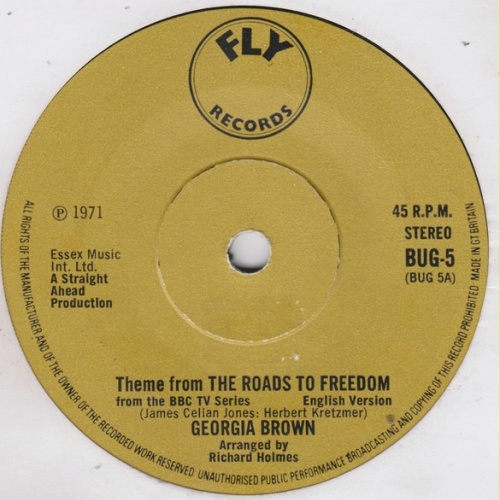 FLY
RECORDS
℗ 1971
45 R.P.M.
STEREO
BUG-5
(BUG 5A)
Essex Music
Int. Ltd.
A Straight
Ahead
Production
Theme from THE ROADS TO FREEDOM
from the BBC TV Series English Version
(James Cellan Jones: Herbert Kretzmer)
GEORGIA BROWN
Arranged by
Richard Holmes
ALL RIGHTS OF THE MANUFACTURER AND OF THE OWNER OF THE RECORDED WORK RESERVED UNAUTHORISED PUBLIC PERFORMANCE BROADCASTING AND COPYING OF THIS RECORD PROHIBITED MADE IN GT BRITAIN